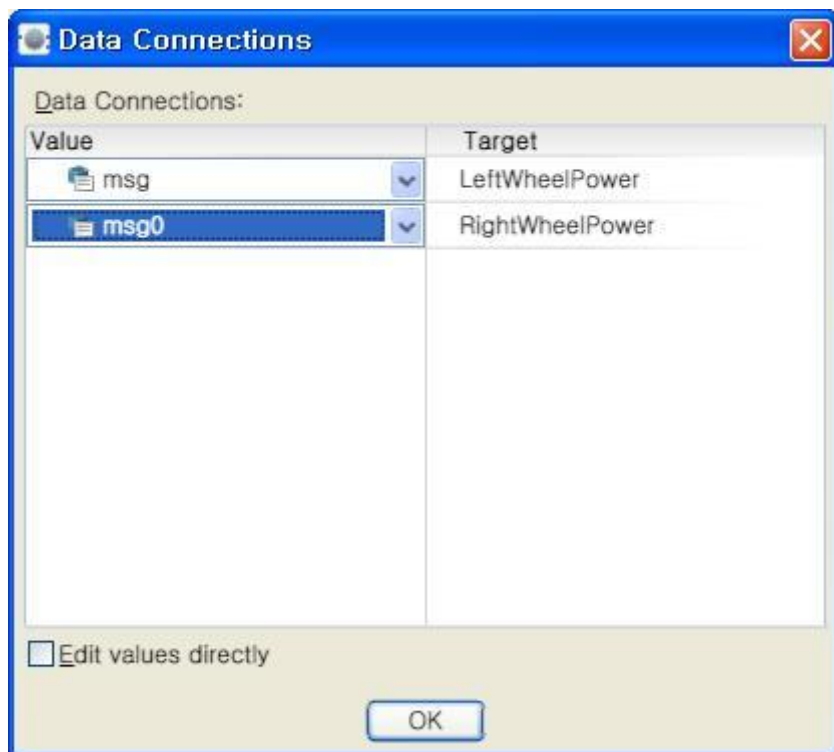 Data Connections
Data Connections:
Value Target
msg LeftWheelPower
msg0 RightWheelPower
Edit values directly
OK